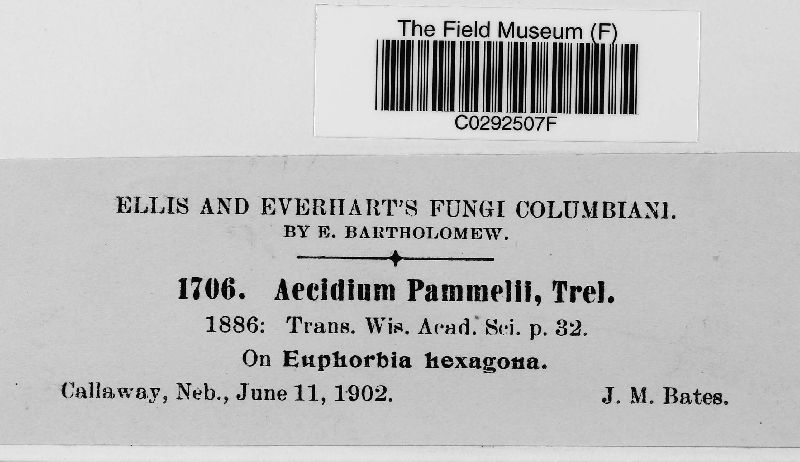 The Field Museum (F)
C0292507F
ELLIS AND EVERHART'S FUNGI COLUMBIANI.
BY E. BARTHOLOMEW.
1706. Aecidium Pammelii, Trel.
1886: Trans. Wis. Acad. Sci. p. 32.
On Euphorbia hexagona.
Callaway, Neb., June 11, 1902. J. M. Bates.